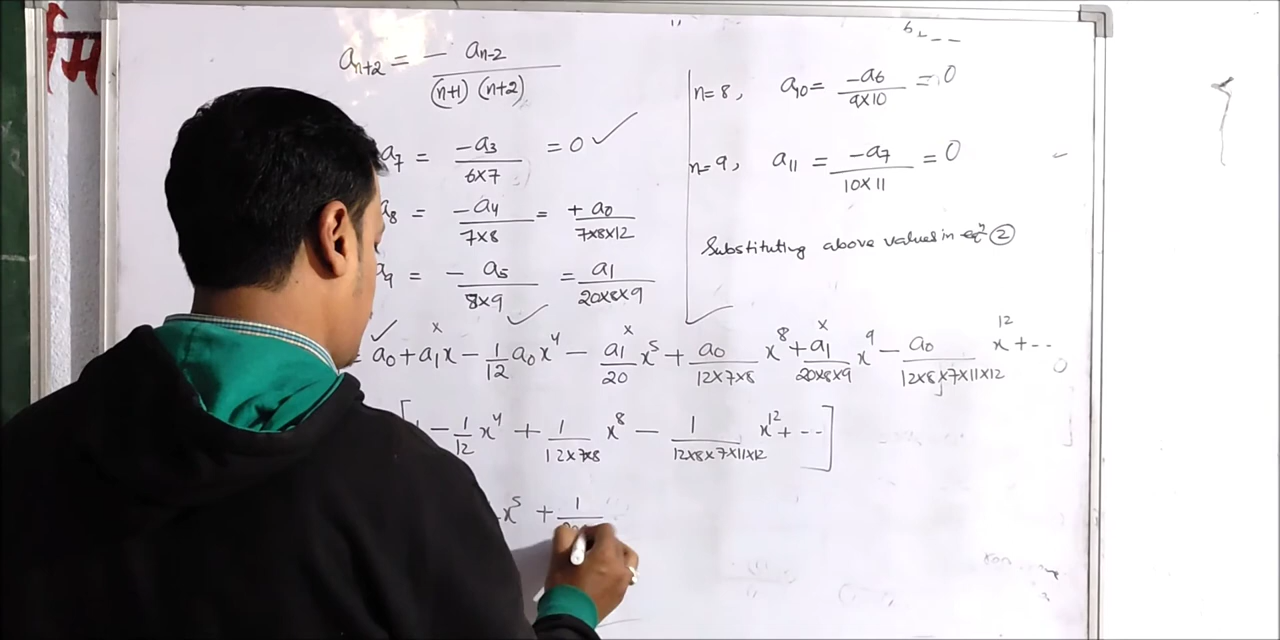 मि
a_{n+2} = - a_{n-2} / (n+1) (n+2)
a₇ = -a₃ / 6×7 = 0 ✓
a₈ = -a₄ / 7×8 = + a₀ / 7×8×12
a₉ = - a₅ / 8×9 = a₁ / 20×8×9
n=8, a₁₀ = -a₆ / 9×10 = 0
n=9, a₁₁ = -a₇ / 10×11 = 0
Substituting above values in eqⁿ ②
= a₀ + a₁x - 1/12 a₀x⁴ - a₁/20 x⁵ + a₀ / 12×7×8 x⁸ + a₁ / 20×8×9 x⁹ - a₀ / 12×8×7×11×12 x¹² + --
[1 - 1/12 x⁴ + 1 / 12×7×8 x⁸ - 1 / 12×8×7×11×12 x¹² + --]
x⁵ + 1